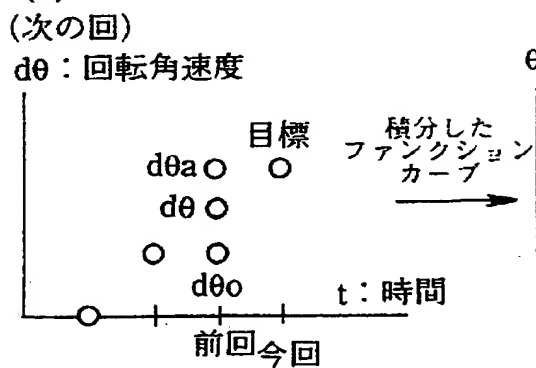 (次の回)
dθ：回転角速度
目標
dθa
dθ
dθo
t：時間
前回 今回
積分した
ファンクション
カーブ
θ